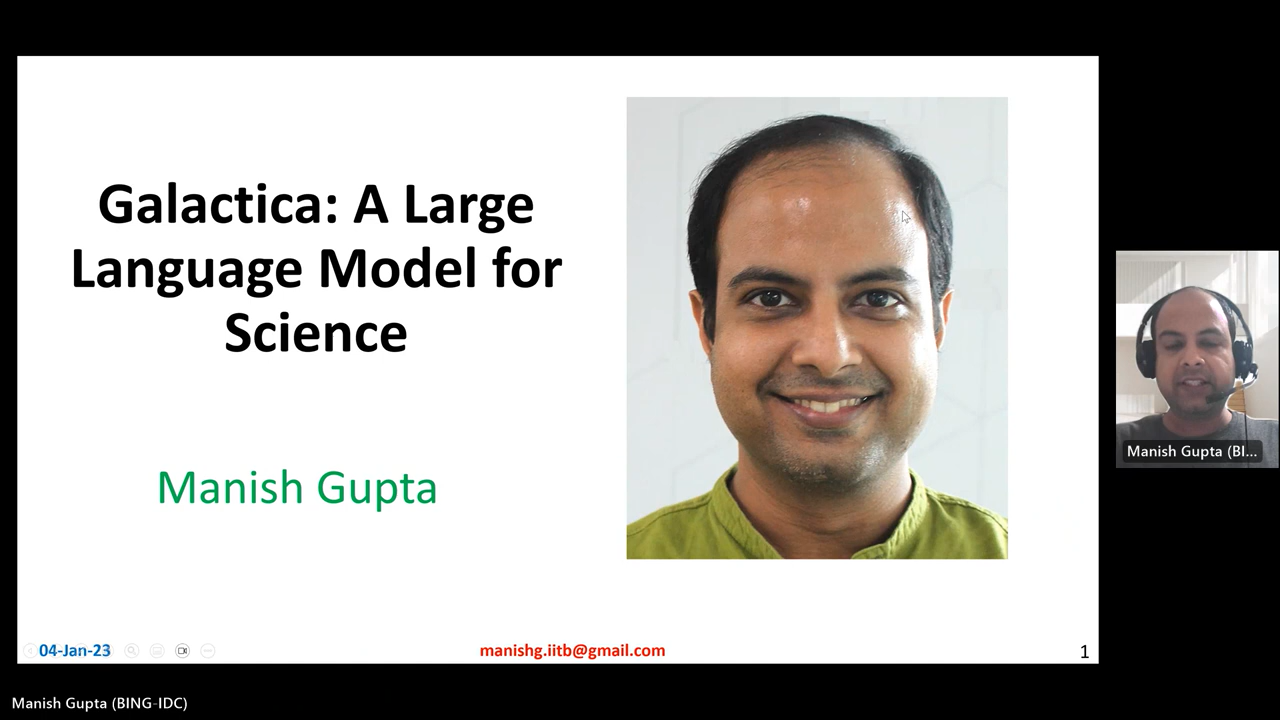 Galactica: A Large
Language Model for
Science
Manish Gupta
04-Jan-23
manishg.iitb@gmail.com
1
Manish Gupta (BI...
Manish Gupta (BING-IDC)